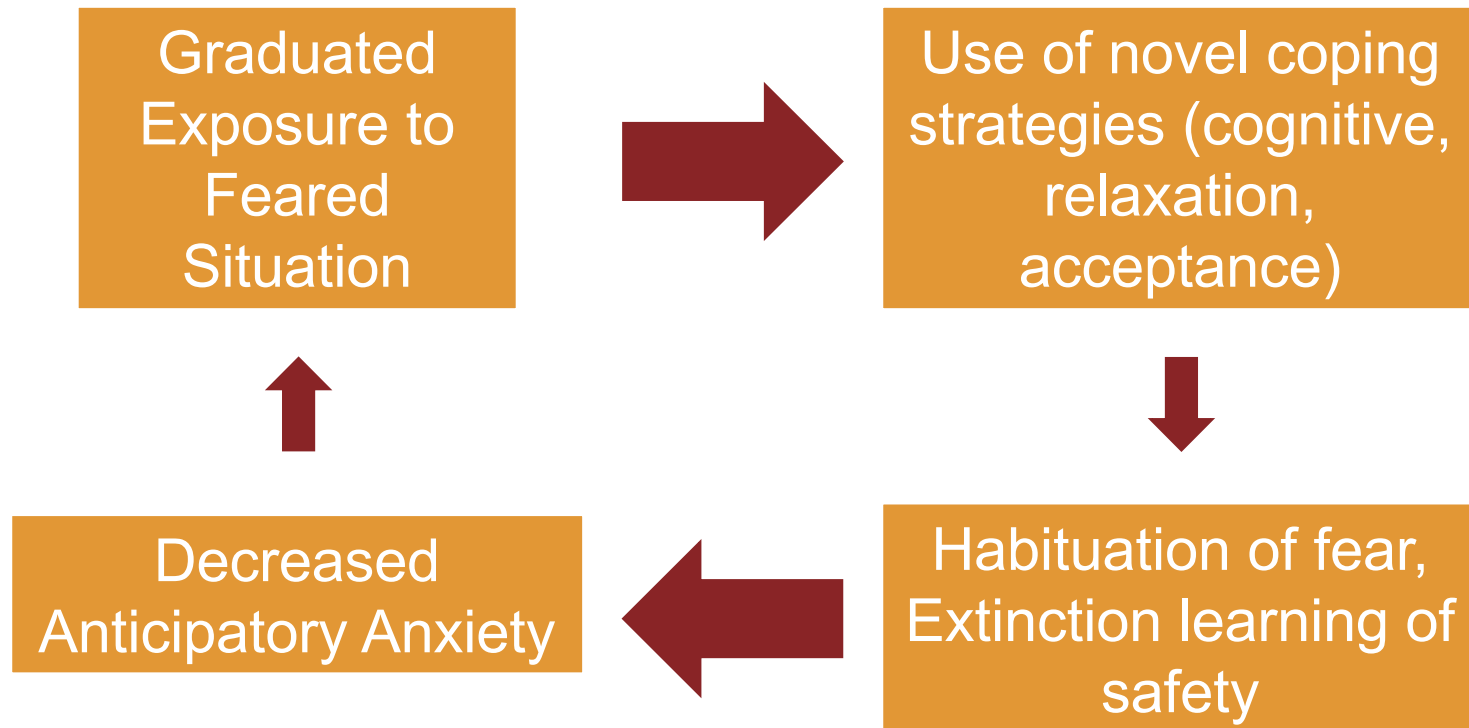 Graduated
Exposure to
Feared
Situation
Use of novel coping
strategies (cognitive,
relaxation,
acceptance)
Decreased
Anticipatory Anxiety
Habituation of fear,
Extinction learning of
safety